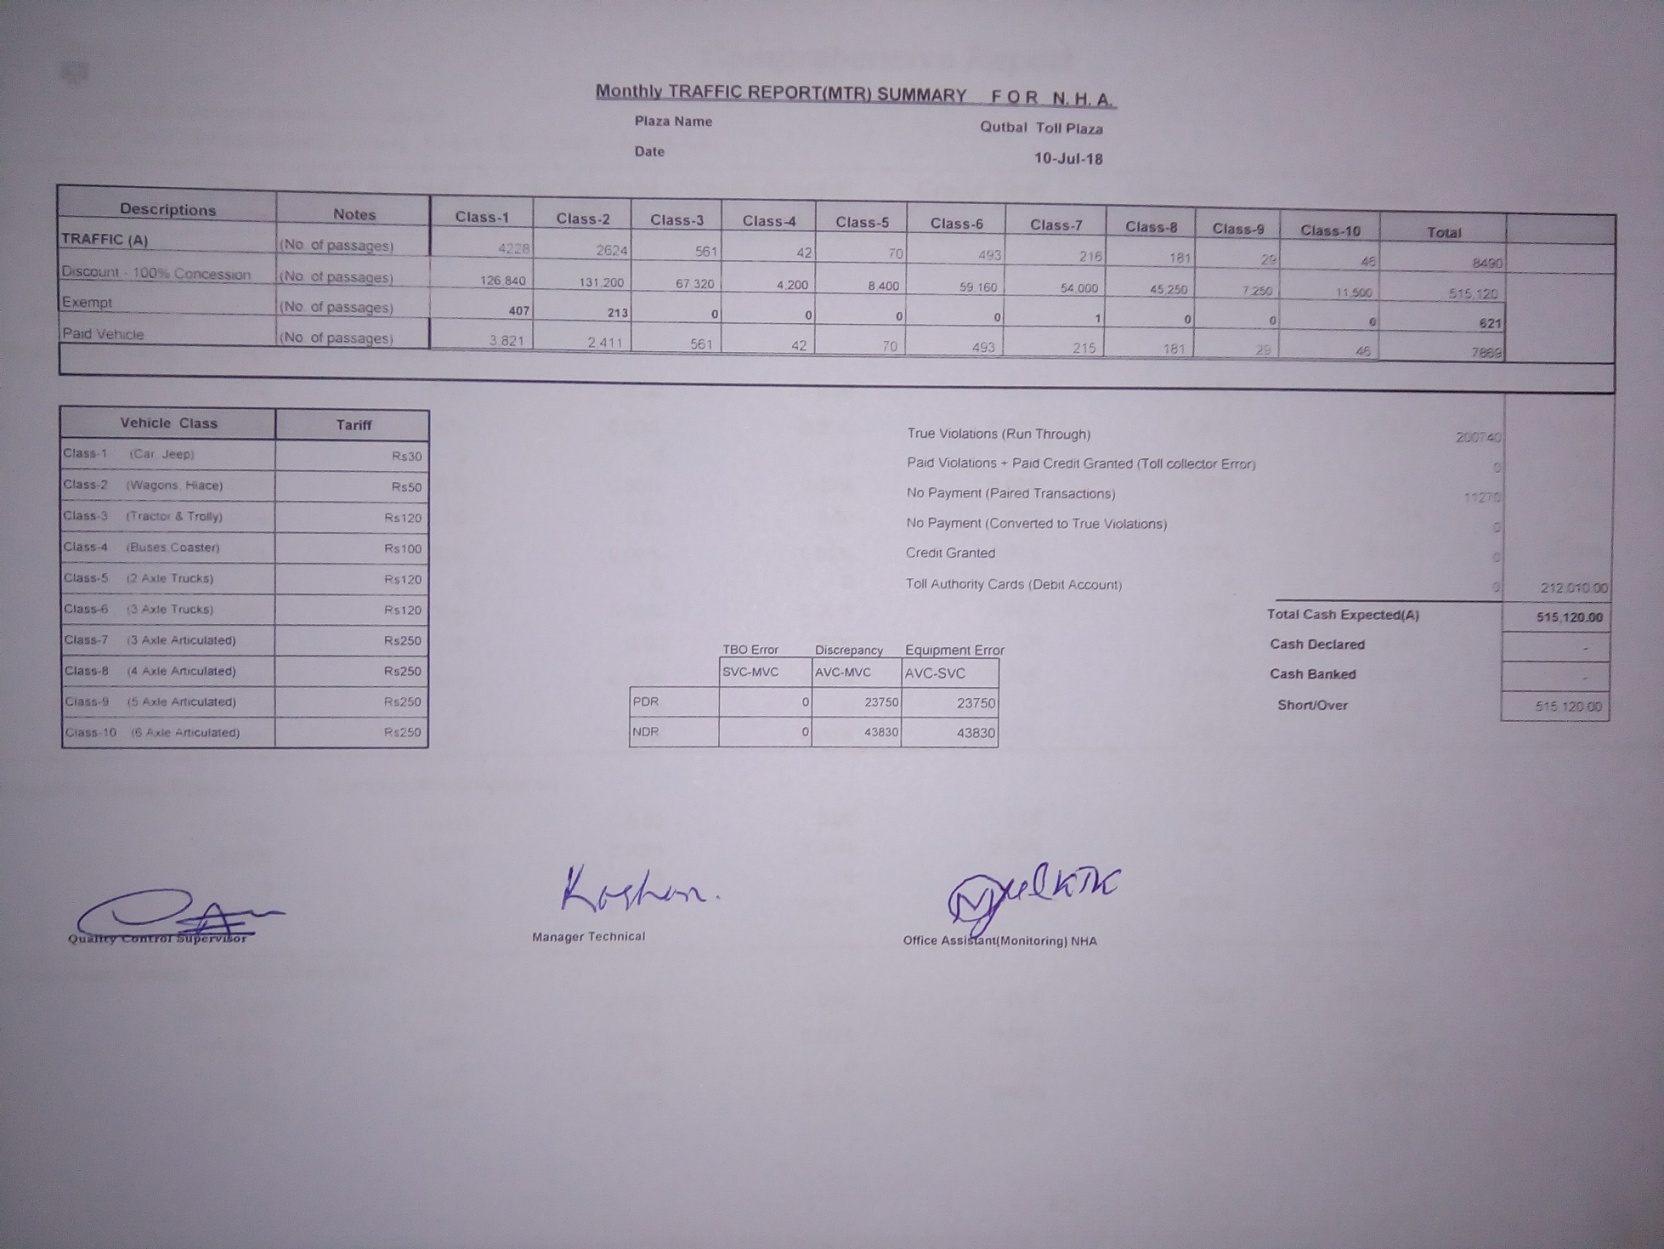 Monthly TRAFFIC REPORT(MTR) SUMMARY F O R N. H. A.
Plaza Name Qutbal Toll Plaza
Date 10-Jul-18
Descriptions Notes Class-1 Class-2 Class-3 Class-4 Class-5 Class-6 Class-7 Class-8 Class-9 Class-10 Total
TRAFFIC (A) (No of passages) 4228 2624 561 42 70 493 216 181 29 46 8490
Discount - 100% Concession (No of passages) 126 840 131 200 67 320 4 200 8 400 59 160 54 000 45 250 7 250 11 500 515 120
Exempt (No of passages) 407 213 0 0 0 0 1 0 0 0 621
Paid Vehicle (No of passages) 3 821 2 411 561 42 70 493 215 181 29 46 7869
Vehicle Class Tariff
Class-1 (Car Jeep) Rs30
Class-2 (Wagons Hiace) Rs50
Class-3 (Tractor & Trolly) Rs120
Class-4 (Buses Coaster) Rs100
Class-5 (2 Axle Trucks) Rs120
Class-6 (3 Axle Trucks) Rs120
Class-7 (3 Axle Articulated) Rs250
Class-8 (4 Axle Articulated) Rs250
Class-9 (5 Axle Articulated) Rs250
Class-10 (6 Axle Articulated) Rs250
True Violations (Run Through) 200740
Paid Violations + Paid Credit Granted (Toll collector Error) 0
No Payment (Paired Transactions) 11270
No Payment (Converted to True Violations) 0
Credit Granted 0
Toll Authority Cards (Debit Account) 0 212 010 00
Total Cash Expected(A) 515,120.00
Cash Declared -
Cash Banked -
Short/Over 515 120 00
TBO Error Discrepancy Equipment Error
SVC-MVC AVC-MVC AVC-SVC
PDR 0 23750 23750
NDR 0 43830 43830
Quality Control Supervisor
Manager Technical
Office Assistant(Monitoring) NHA